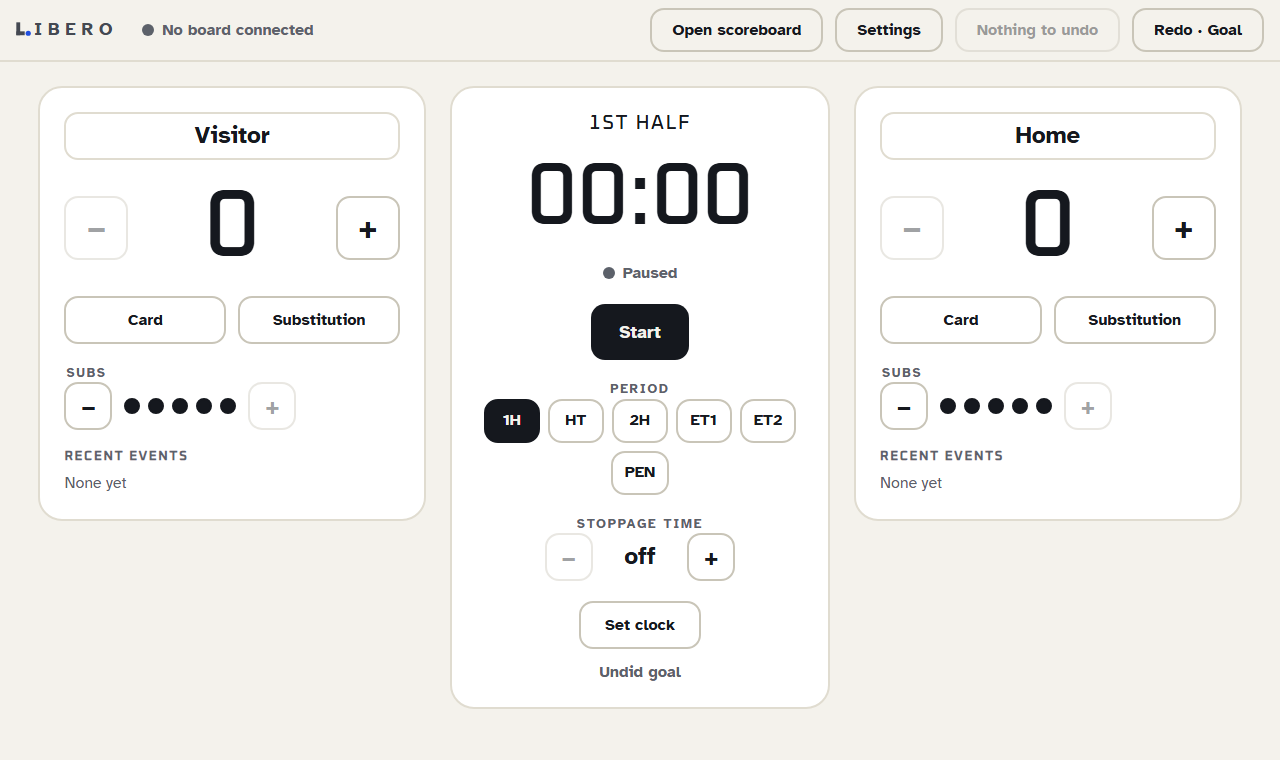 L.IBERO
No board connected
Open scoreboard
Settings
Nothing to undo
Redo · Goal
Visitor
− 0 +
Card
Substitution
SUBS
− +
RECENT EVENTS
None yet
1ST HALF
00:00
Paused
Start
PERIOD
1H HT 2H ET1 ET2
PEN
STOPPAGE TIME
− off +
Set clock
Undid goal
Home
− 0 +
Card
Substitution
SUBS
− +
RECENT EVENTS
None yet